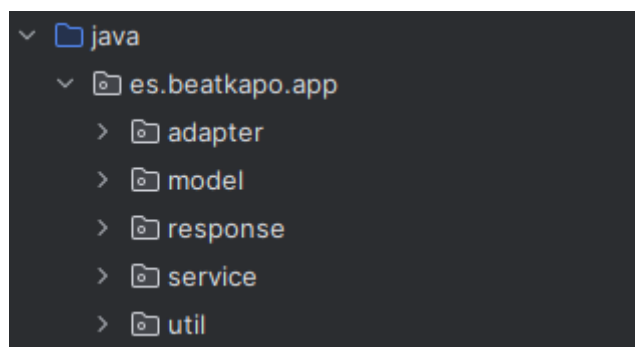 java
es.beatkapo.app
adapter
model
response
service
util